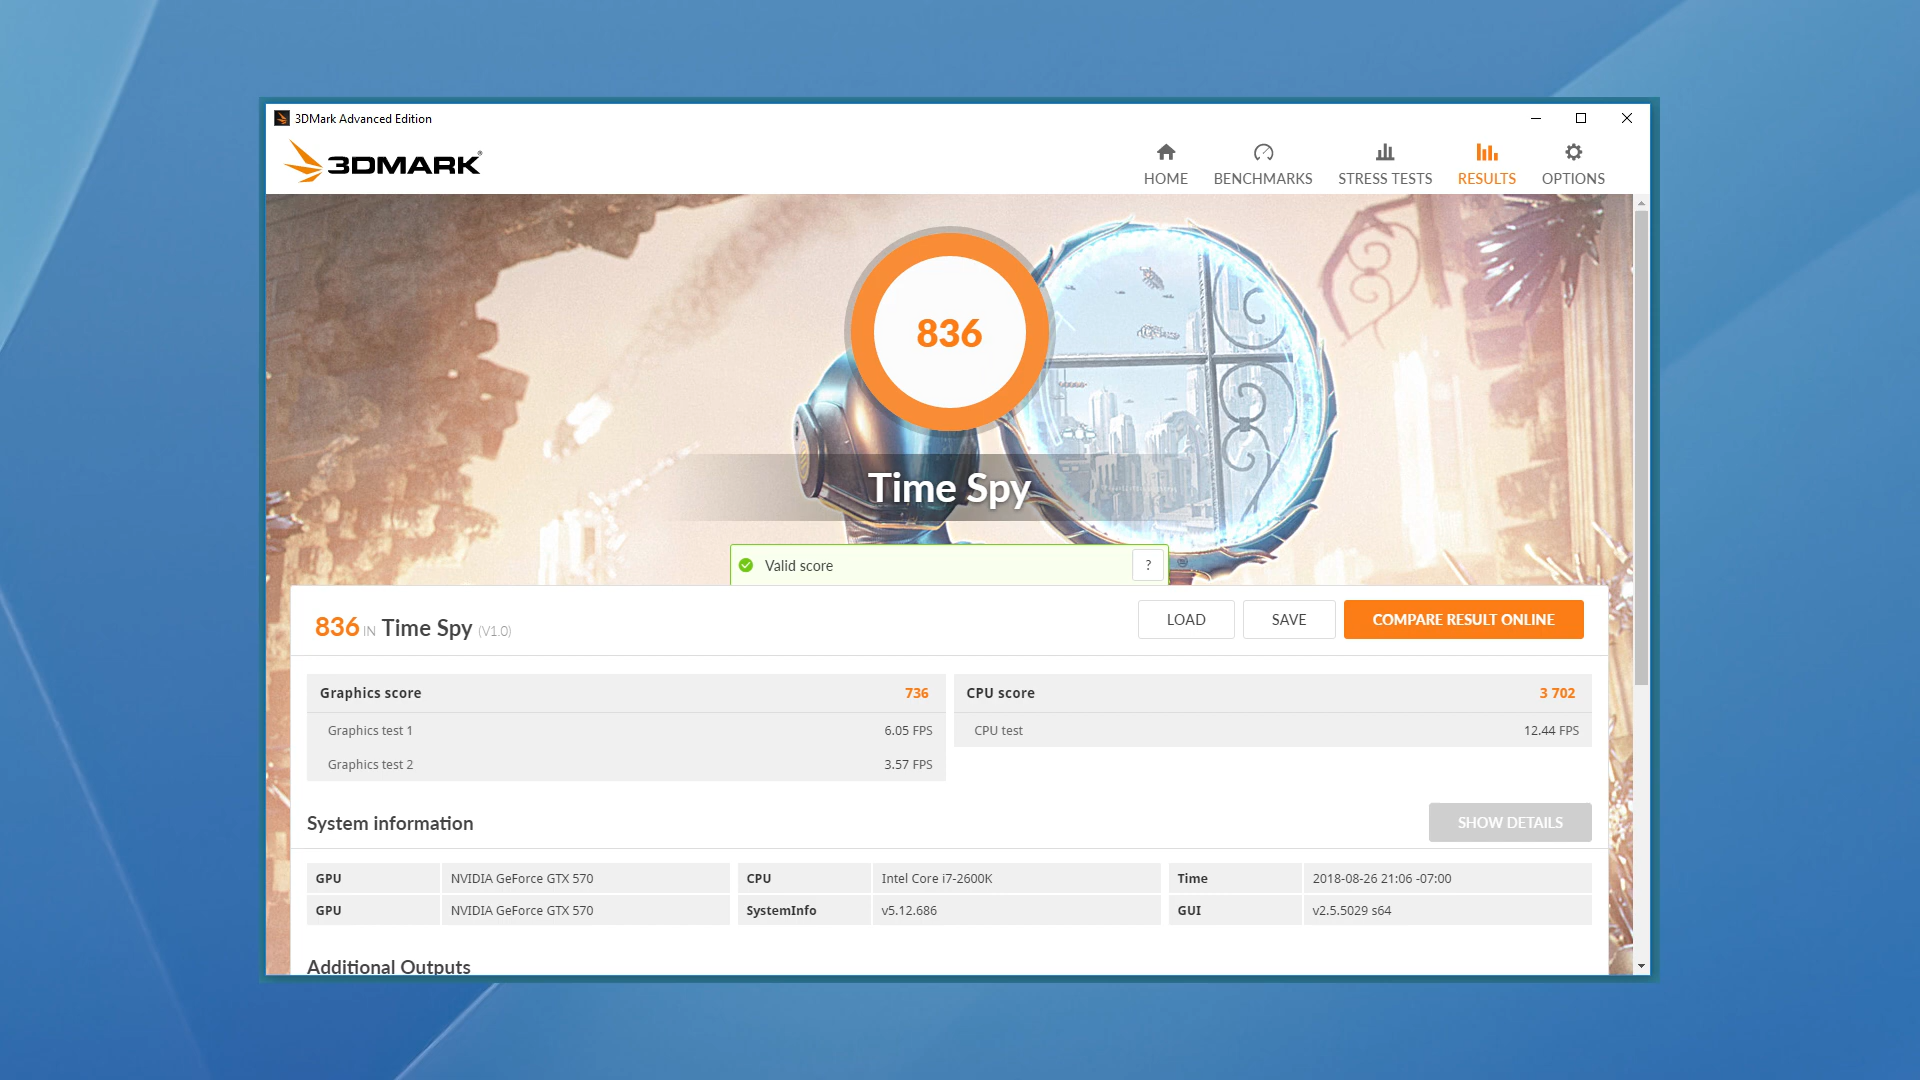 3DMark Advanced Edition
3DMARK®
HOME BENCHMARKS STRESS TESTS RESULTS OPTIONS
836
Time Spy
Valid score ?
836 IN Time Spy (V1.0) LOAD SAVE COMPARE RESULT ONLINE
Graphics score 736 CPU score 3 702
Graphics test 1 6.05 FPS CPU test 12.44 FPS
Graphics test 2 3.57 FPS
System information SHOW DETAILS
GPU NVIDIA GeForce GTX 570 CPU Intel Core i7-2600K Time 2018-08-26 21:06 -07:00
GPU NVIDIA GeForce GTX 570 SystemInfo v5.12.686 GUI v2.5.5029 s64
Additional Outputs